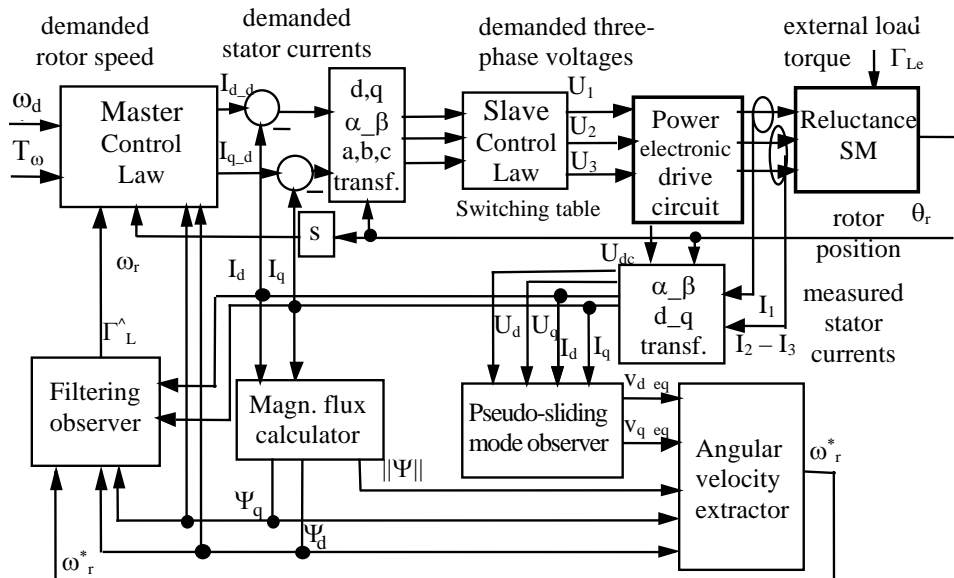 demanded
rotor speed
demanded
stator currents
demanded three-
phase voltages
external load
torque
Γ_Le
ω_d
T_ω
Master
Control
Law
I_d_d
I_q_d
−
−
d,q
α_β
a,b,c
transf.
Slave
Control
Law
Switching table
U_1
U_2
U_3
Power
electronic
drive
circuit
Reluctance
SM
θ_r
rotor
position
s
ω_r
I_d
I_q
U_dc
U_d
U_q
I_d
I_q
α_β
d_q
transf.
I_1
I_2 – I_3
measured
stator
currents
Γ^_L
Filtering
observer
Magn. flux
calculator
Pseudo-sliding
mode observer
v_d eq
v_q eq
Angular
velocity
extractor
ω*_r
||Ψ||
Ψ_q
Ψ_d
ω*_r